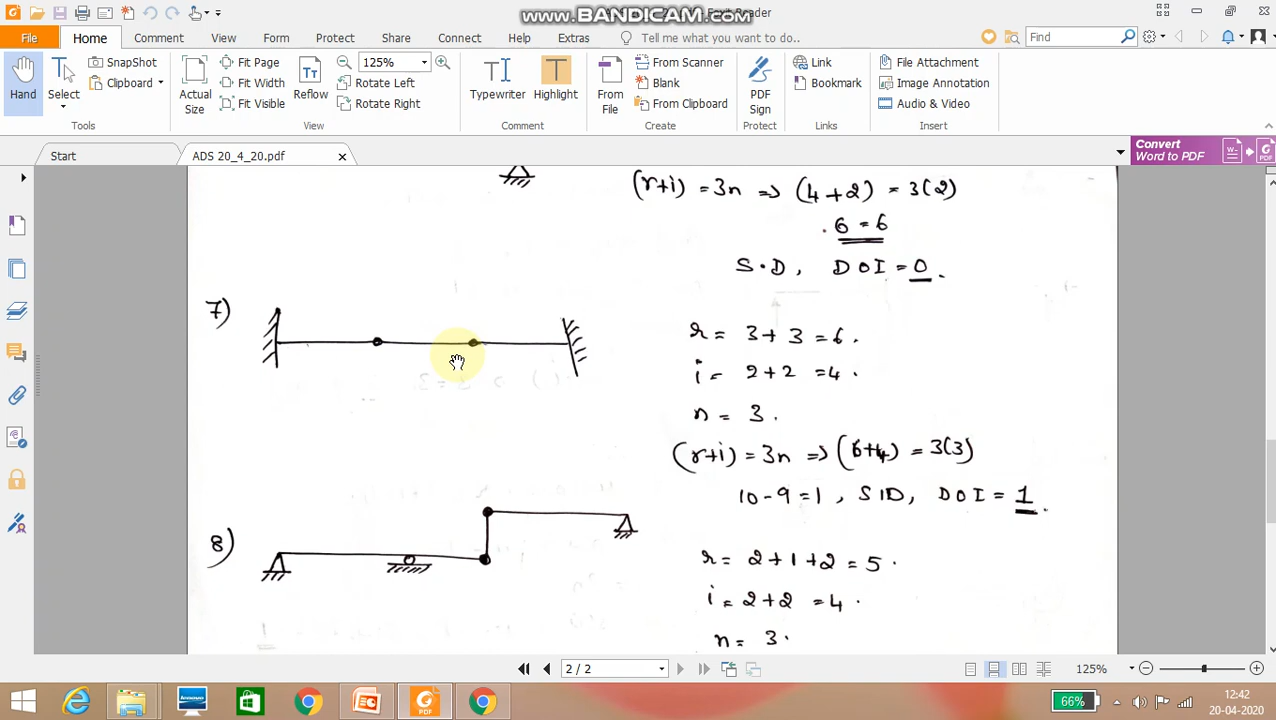 www.BANDICAM.com
File Home Comment View Form Protect Share Connect Help Extras Tell me what you want to do.. Find
Hand Select SnapShot Clipboard Actual Size Fit Page Fit Width Fit Visible Reflow 125% Rotate Left Rotate Right Typewriter Highlight From File From Scanner Blank From Clipboard PDF Sign Link Bookmark File Attachment Image Annotation Audio & Video
Tools View Comment Create Protect Links Insert
Start ADS 20_4_20.pdf Convert Word to PDF
(r+i) = 3n => (4+2) = 3(2)
6 = 6
S.D, DOI = 0.
7)
r = 3+3 = 6.
i = 2+2 = 4.
n = 3.
(r+i) = 3n => (6+4) = 3(3)
10-9=1, SID, DOI = 1.
8)
r = 2+1+2 = 5.
i = 2+2 = 4.
n = 3.
2 / 2 125%
66% 12:42
20-04-2020